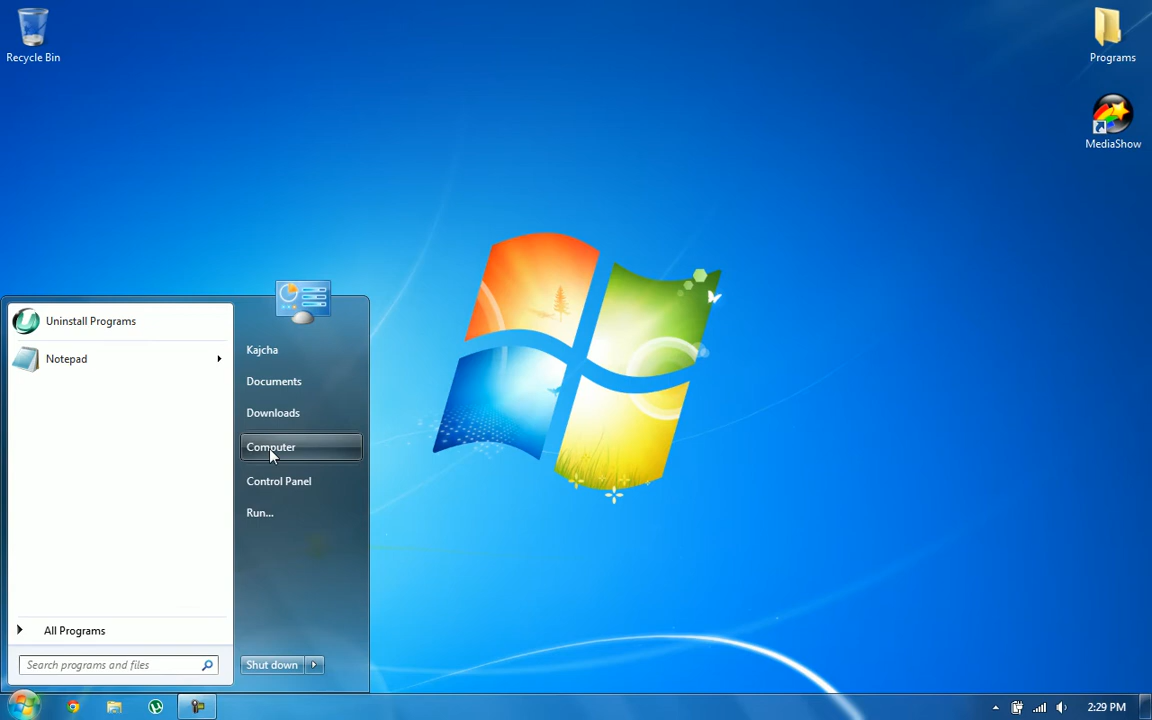 Recycle Bin
Programs
MediaShow
Uninstall Programs
Notepad
All Programs
Search programs and files
Kajcha
Documents
Downloads
Computer
Control Panel
Run...
Shut down
2:29 PM